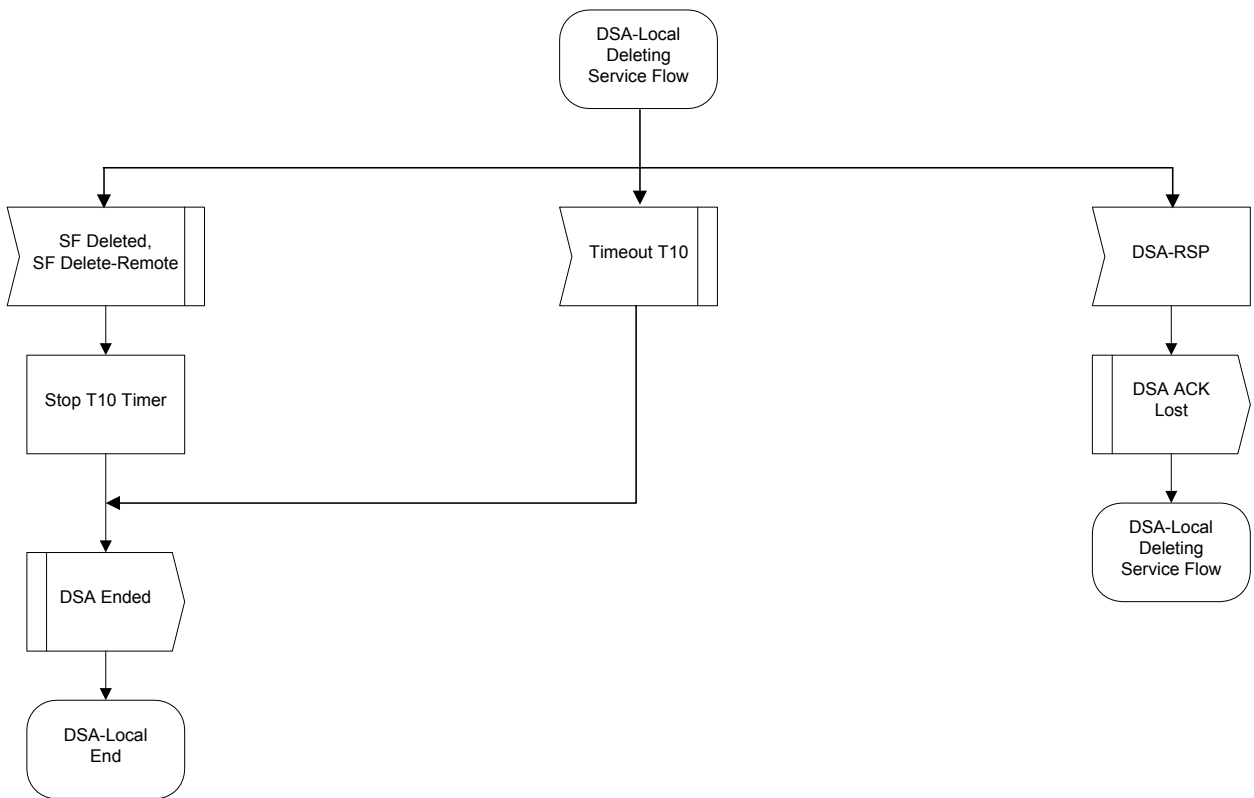 DSA-Local
Deleting
Service Flow
SF Deleted,
SF Delete-Remote
Timeout T10
DSA-RSP
Stop T10 Timer
DSA ACK
Lost
DSA-Local
Deleting
Service Flow
DSA Ended
DSA-Local
End